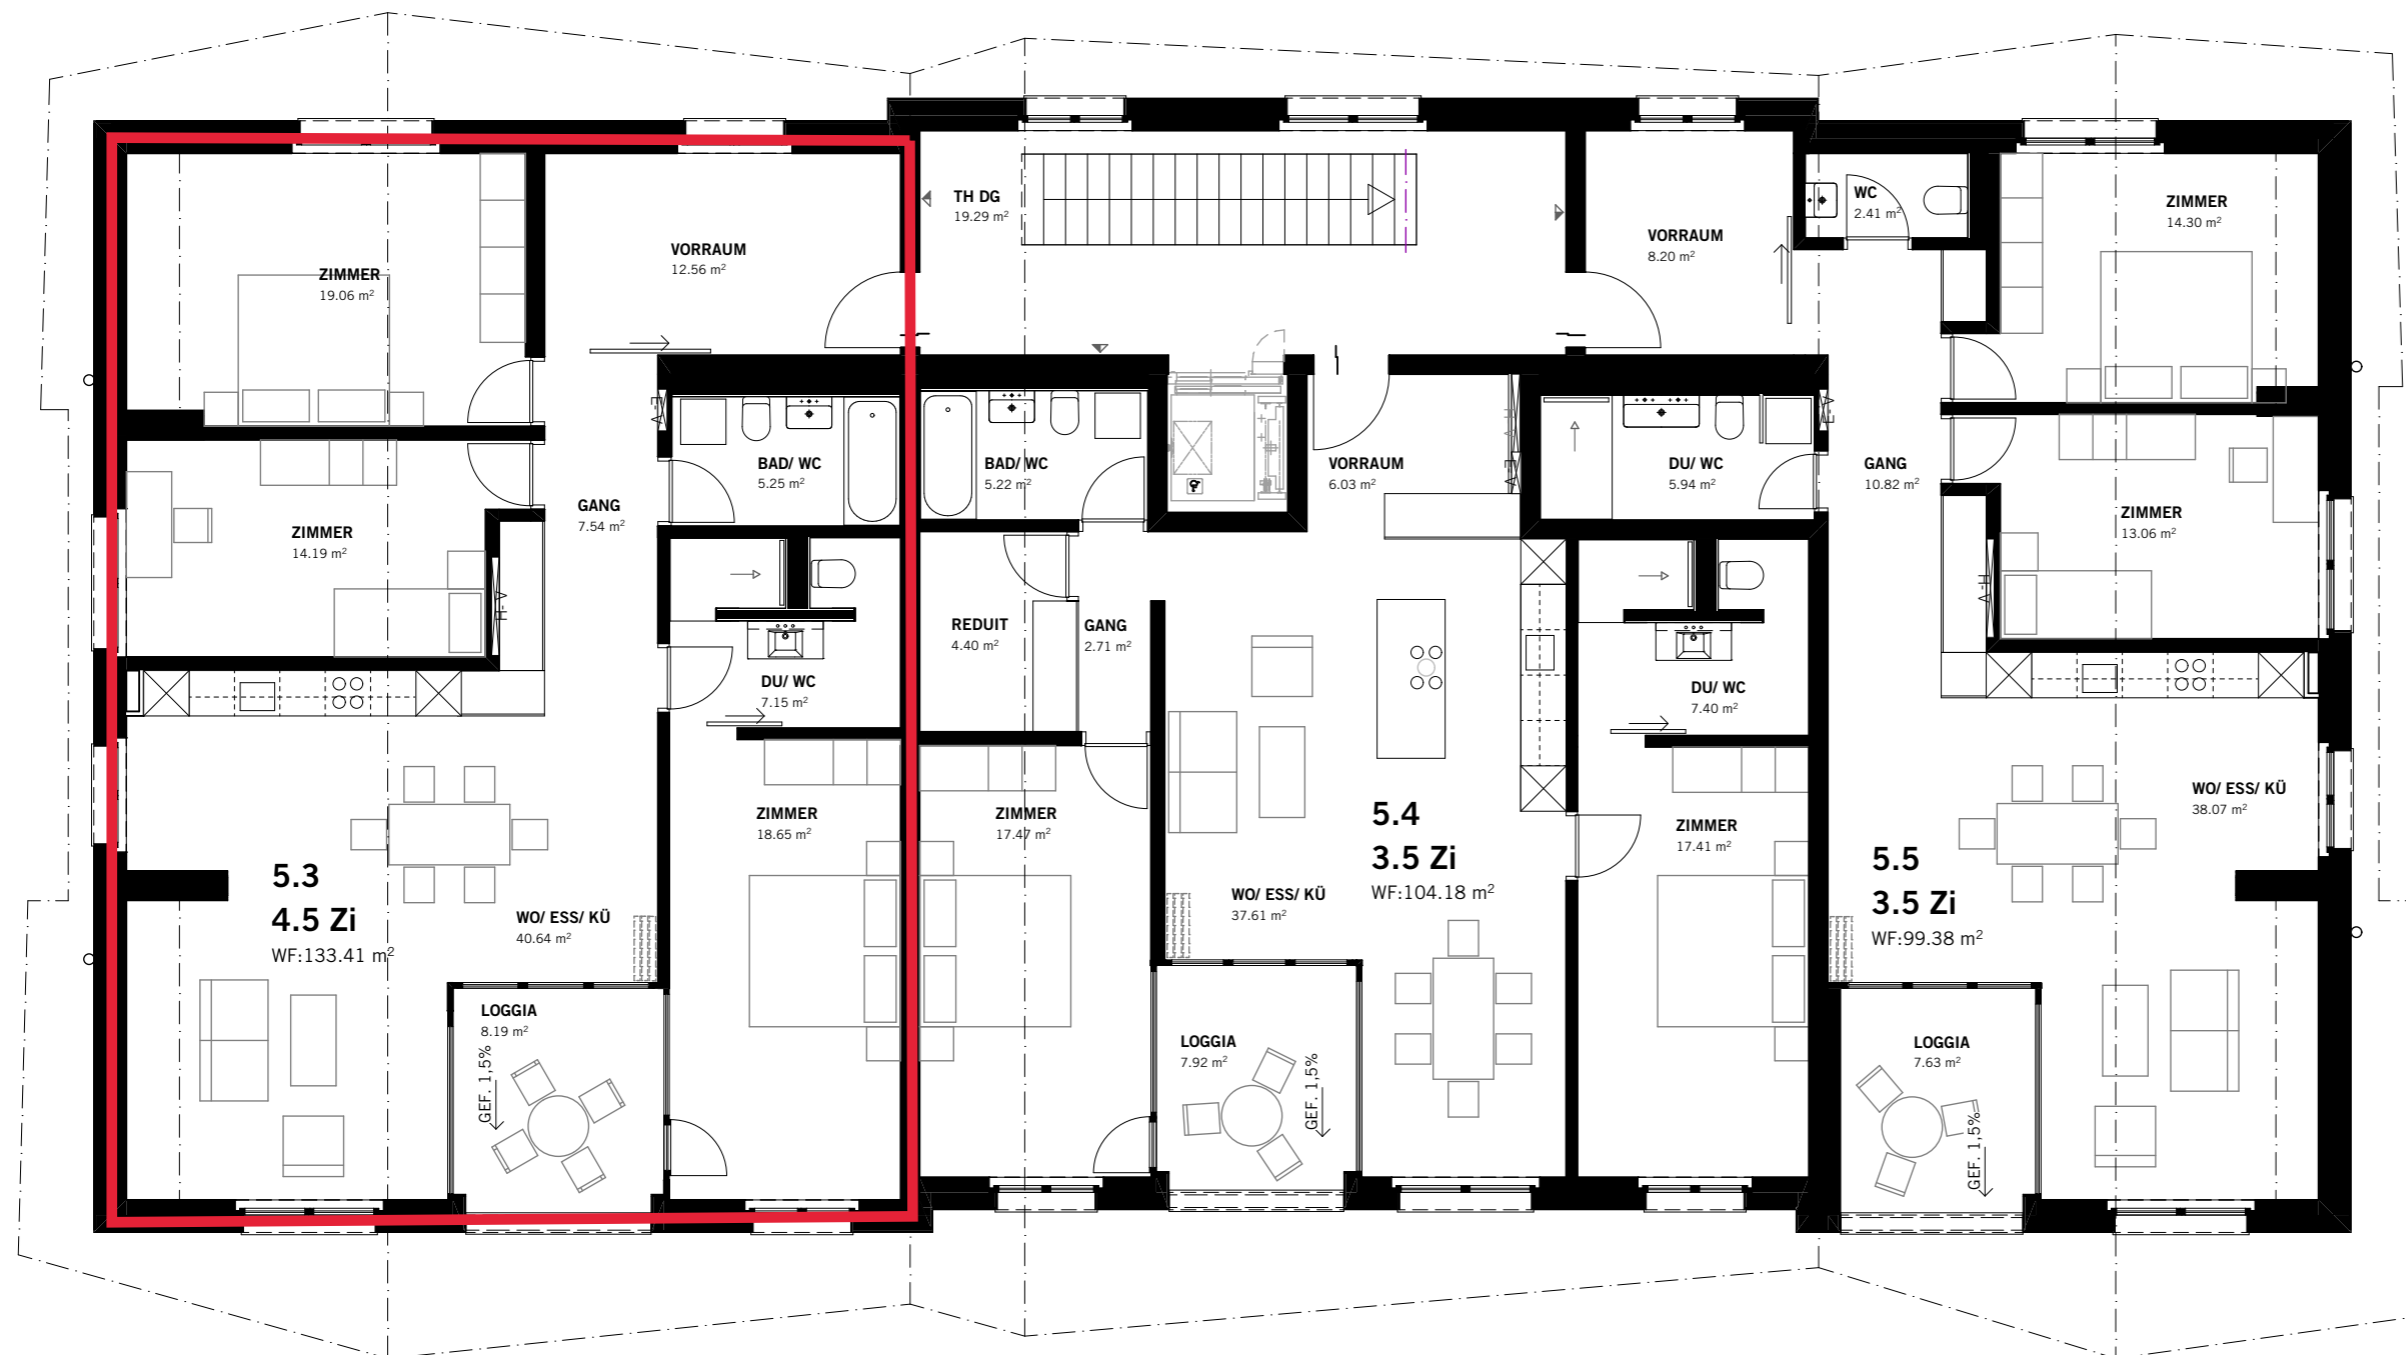 ZIMMER
19.06 m²
VORRAUM
12.56 m²
ZIMMER
14.19 m²
GANG
7.54 m²
BAD/ WC
5.25 m²
A-E
A-H
DU/ WC
7.15 m²
ZIMMER
18.65 m²
5.3
4.5 Zi
WF:133.41 m²
WO/ ESS/ KÜ
40.64 m²
LOGGIA
8.19 m²
GEF. 1,5%
TH DG
19.29 m²
BAD/ WC
5.22 m²
VORRAUM
6.03 m²
REDUIT
4.40 m²
GANG
2.71 m²
ZIMMER
17.47 m²
5.4
3.5 Zi
WF:104.18 m²
WO/ ESS/ KÜ
37.61 m²
LOGGIA
7.92 m²
GEF. 1,5%
DU/ WC
7.40 m²
ZIMMER
17.41 m²
VORRAUM
8.20 m²
WC
2.41 m²
ZIMMER
14.30 m²
DU/ WC
5.94 m²
GANG
10.82 m²
ZIMMER
13.06 m²
WO/ ESS/ KÜ
38.07 m²
5.5
3.5 Zi
WF:99.38 m²
LOGGIA
7.63 m²
GEF. 1,5%